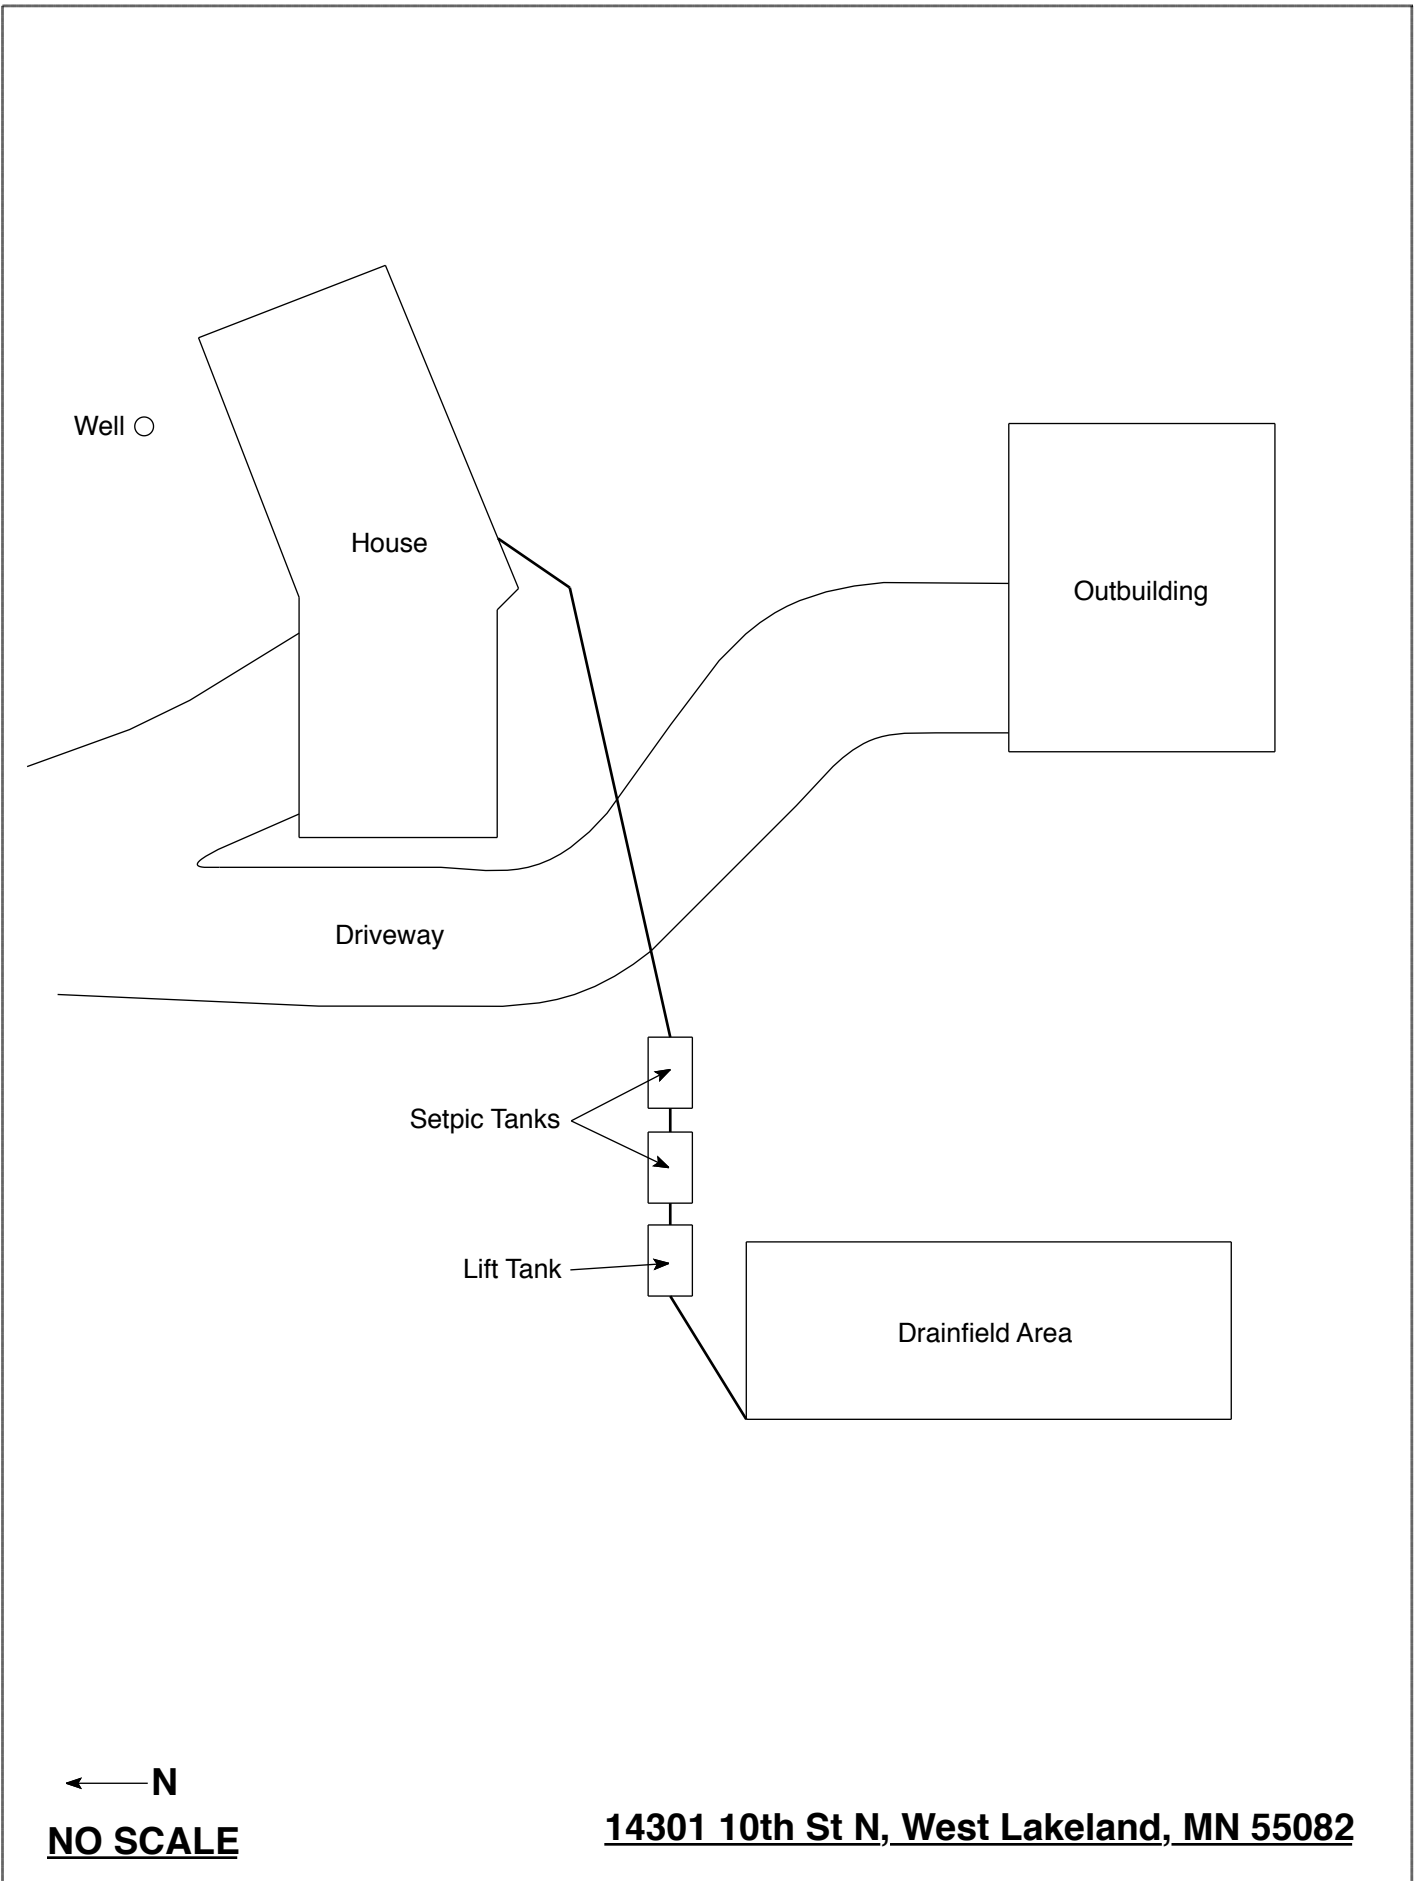 Well
House
Outbuilding
Driveway
Setpic Tanks
Lift Tank
Drainfield Area
N
NO SCALE
14301 10th St N, West Lakeland, MN 55082